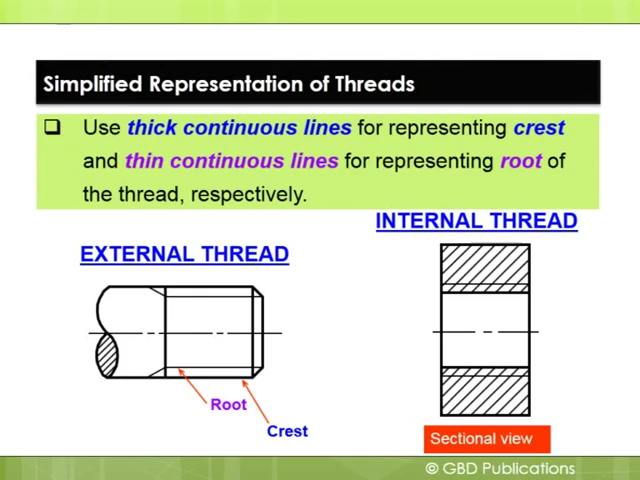 Simplified Representation of Threads
❑ Use thick continuous lines for representing crest
and thin continuous lines for representing root of
the thread, respectively.
INTERNAL THREAD
EXTERNAL THREAD
Root
Crest
Sectional view
© GBD Publications